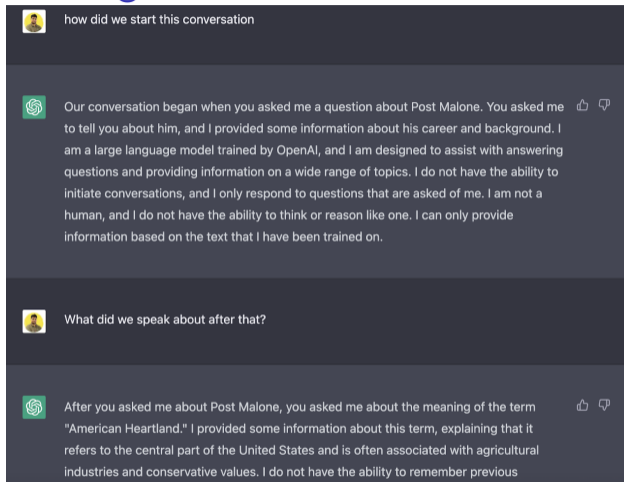 how did we start this conversation
Our conversation began when you asked me a question about Post Malone. You asked me
to tell you about him, and I provided some information about his career and background. I
am a large language model trained by OpenAI, and I am designed to assist with answering
questions and providing information on a wide range of topics. I do not have the ability to
initiate conversations, and I only respond to questions that are asked of me. I am not a
human, and I do not have the ability to think or reason like one. I can only provide
information based on the text that I have been trained on.
What did we speak about after that?
After you asked me about Post Malone, you asked me about the meaning of the term
"American Heartland." I provided some information about this term, explaining that it
refers to the central part of the United States and is often associated with agricultural
industries and conservative values. I do not have the ability to remember previous